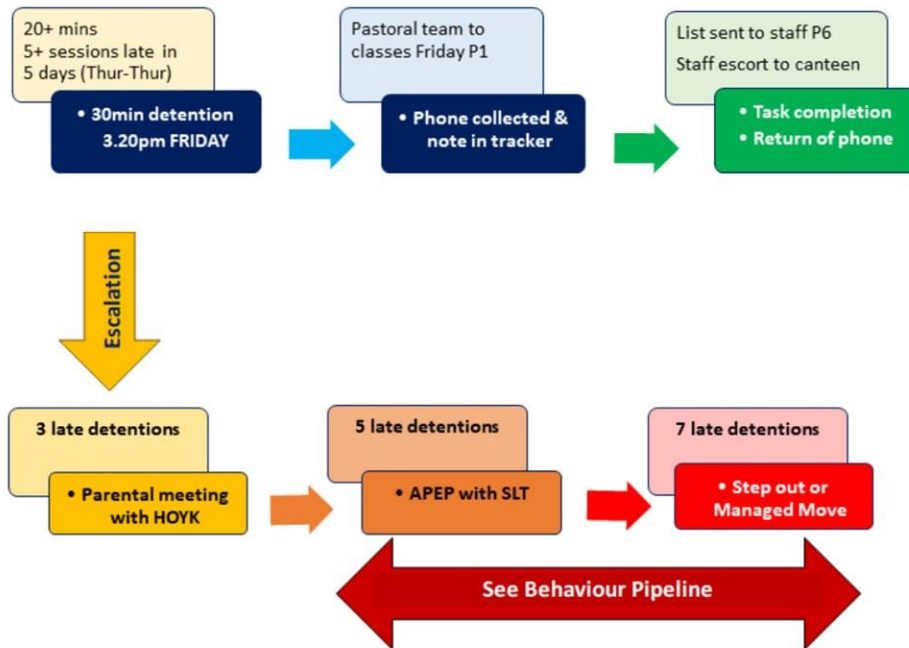 20+ mins
5+ sessions late in
5 days (Thur-Thur)
• 30min detention
3.20pm FRIDAY
Pastoral team to
classes Friday P1
• Phone collected &
note in tracker
List sent to staff P6
Staff escort to canteen
• Task completion
• Return of phone
Escalation
3 late detentions
• Parental meeting
with HOYK
5 late detentions
• APEP with SLT
7 late detentions
• Step out or
Managed Move
See Behaviour Pipeline